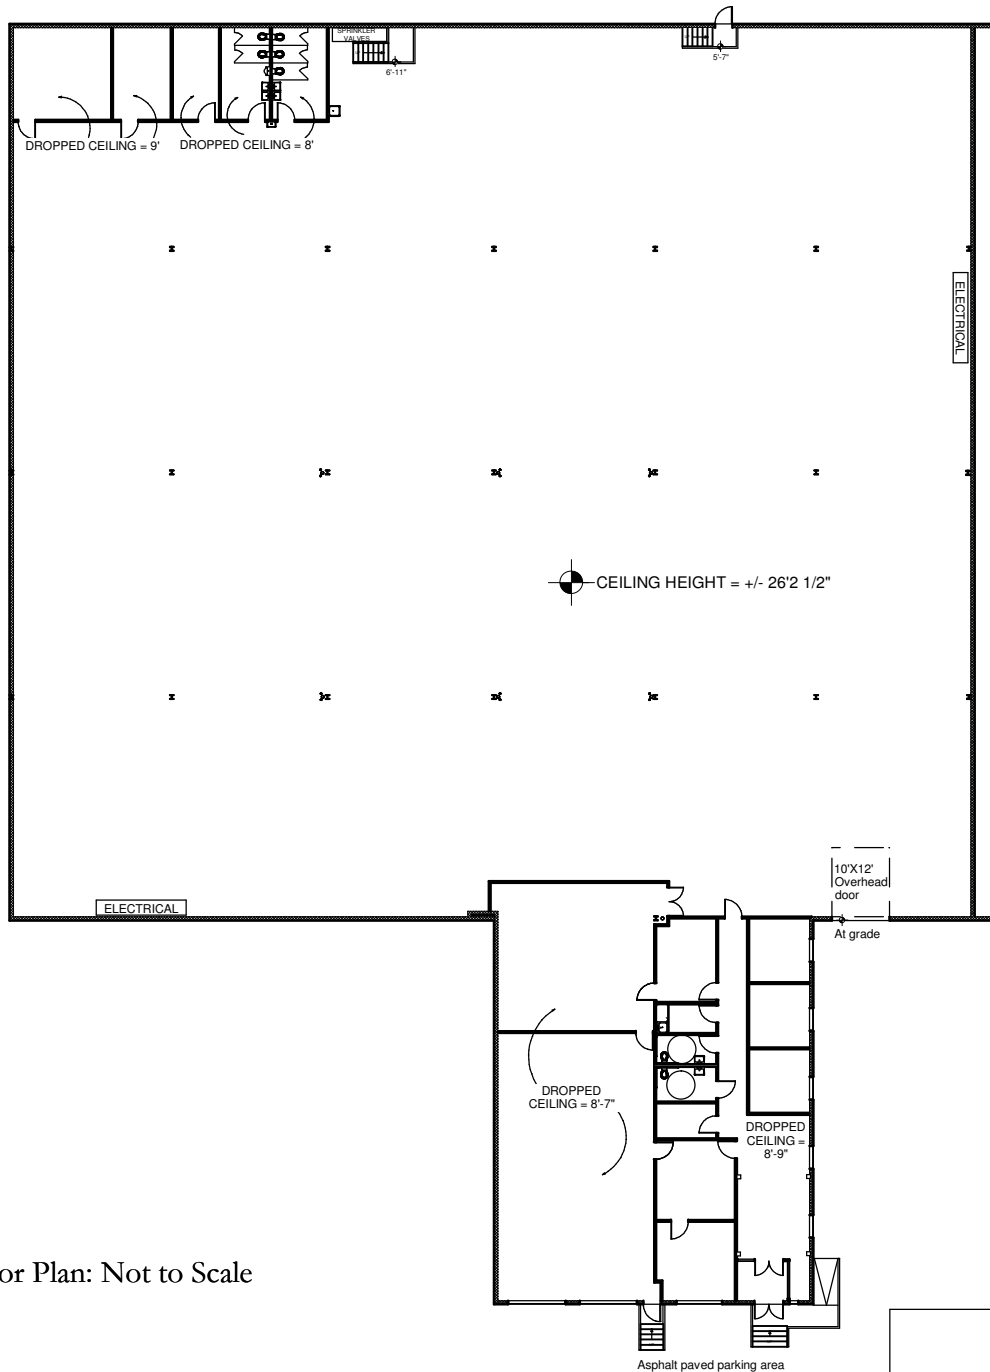 SPRINKLER
VALVES
6'-11"
5'-7"
DROPPED CEILING = 9'
DROPPED CEILING = 8'
ELECTRICAL
CEILING HEIGHT = +/- 26'2 1/2"
10'X12'
Overhead
door
ELECTRICAL
At grade
DROPPED
CEILING = 8'-7"
DROPPED
CEILING =
8'-9"
or Plan: Not to Scale
Asphalt paved parking area